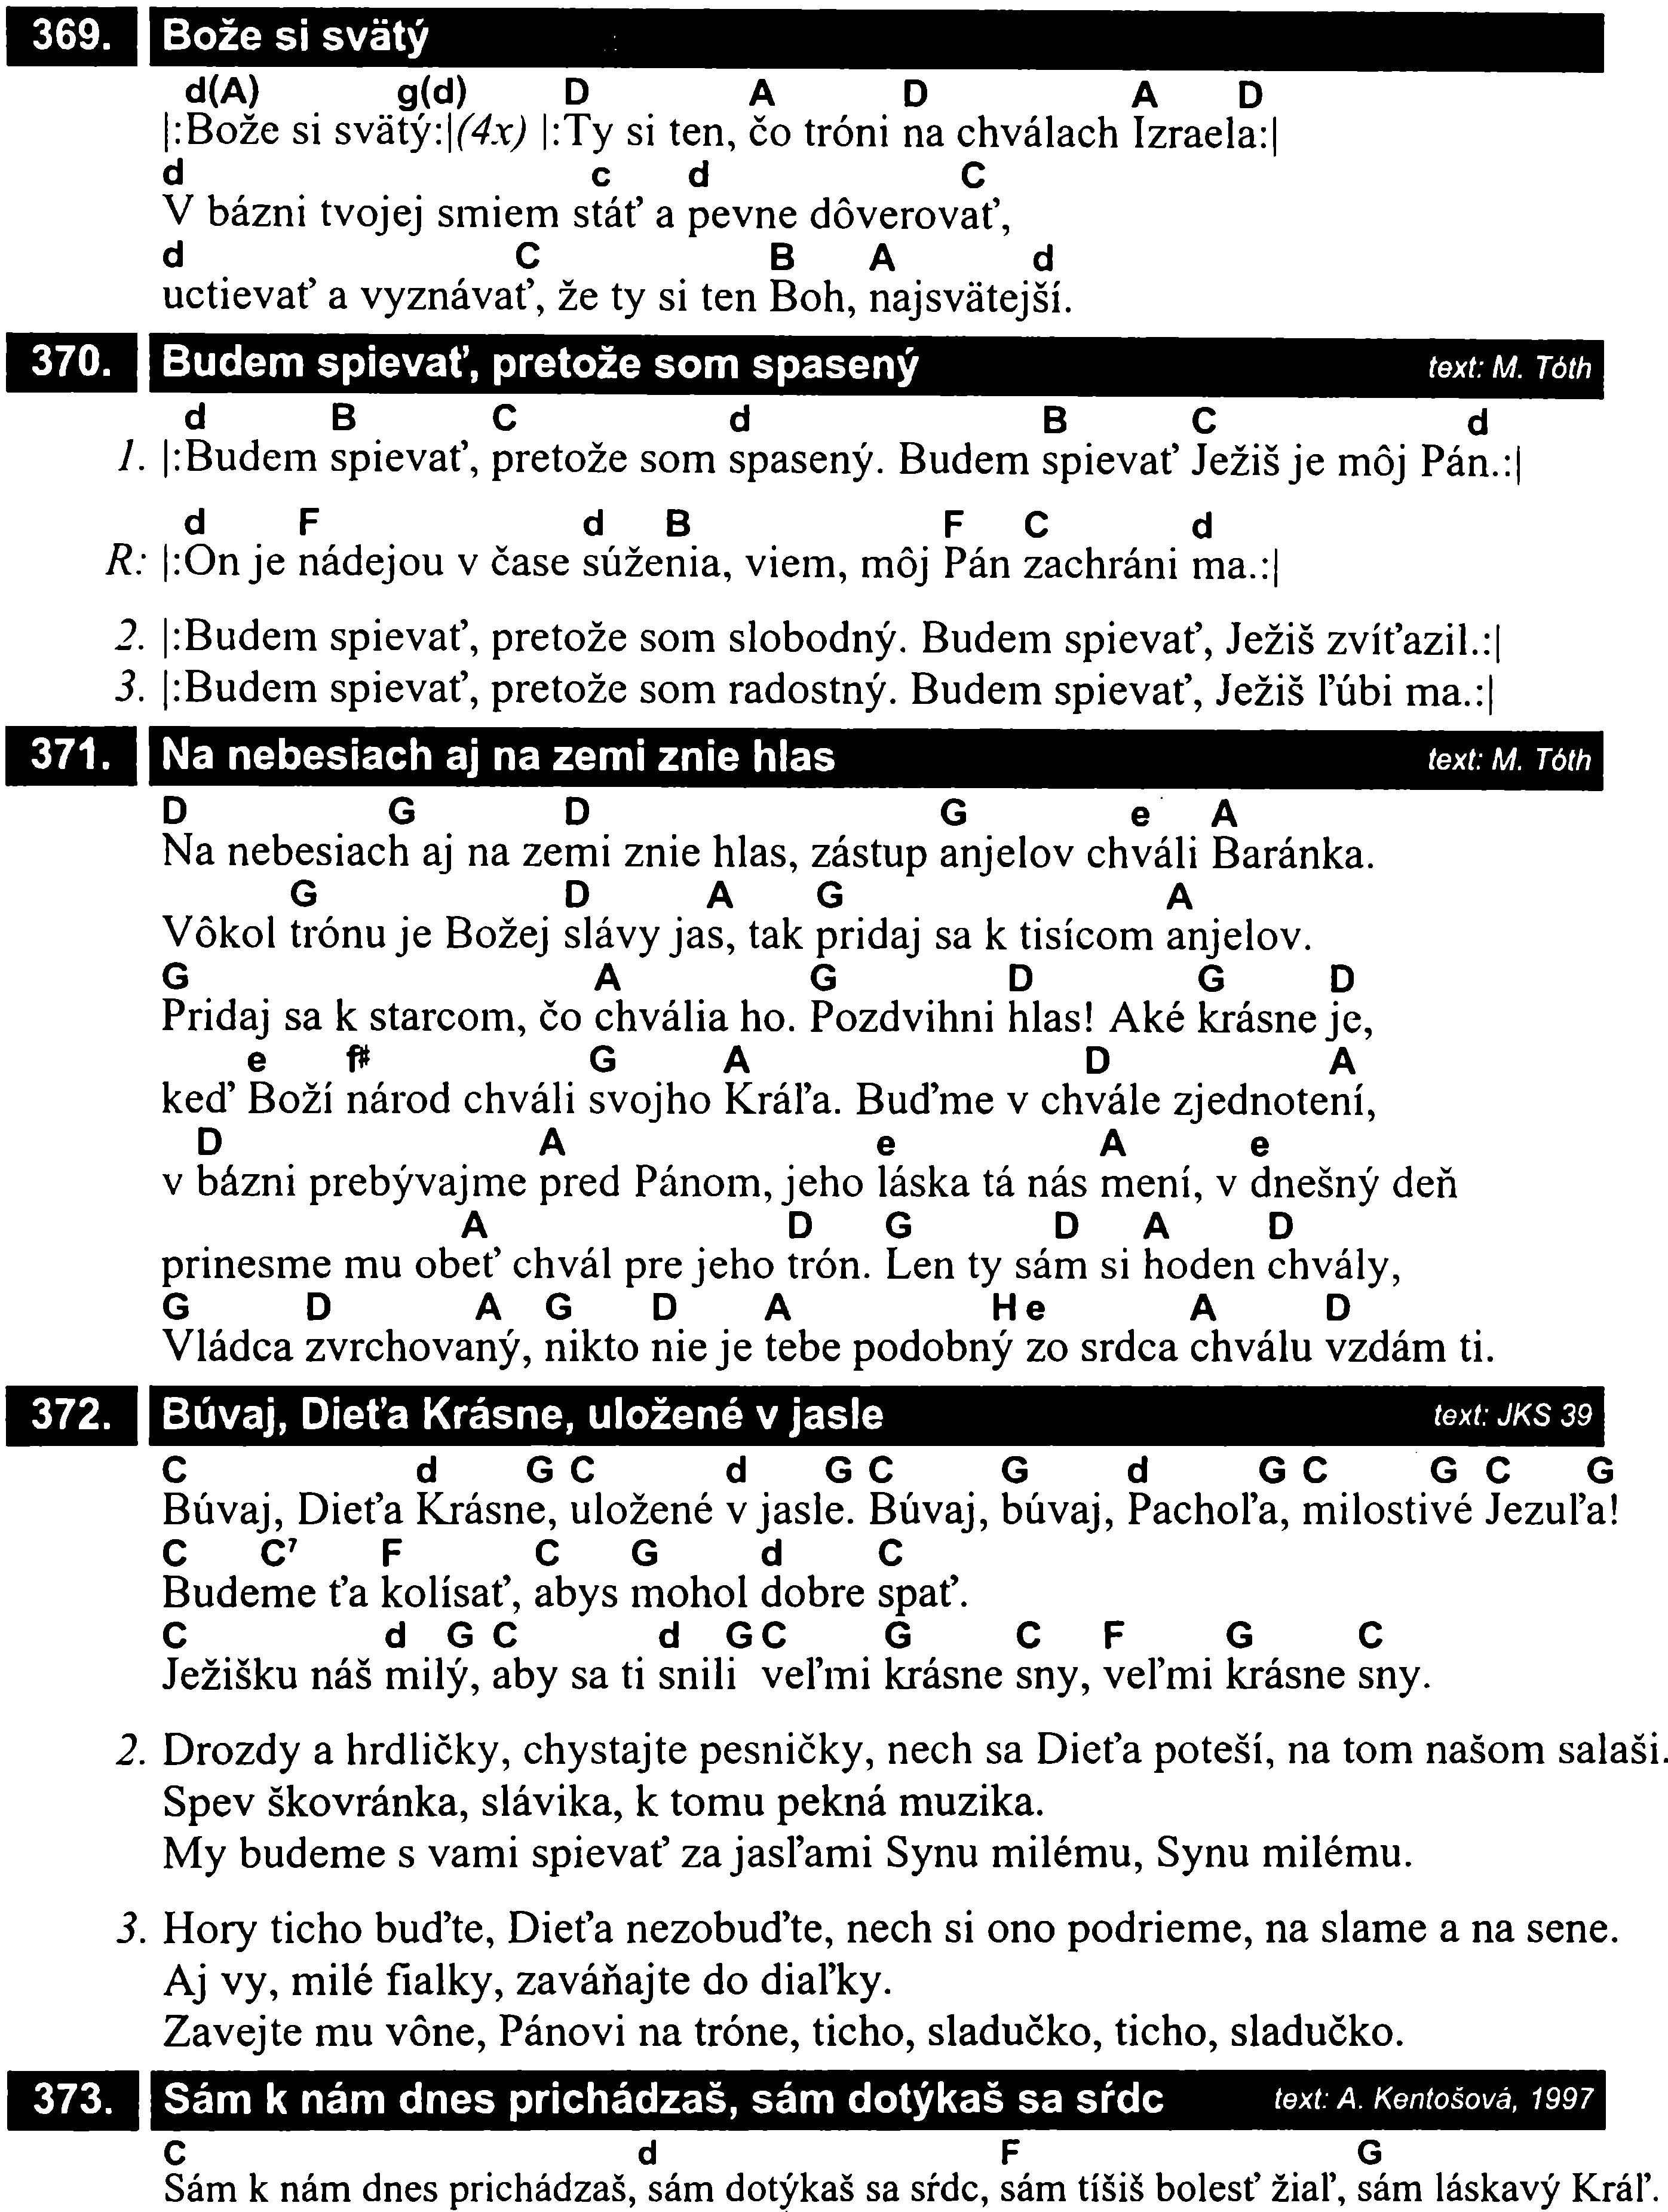 369. Bože si svätý
d(A) g(d) D A D A D
|:Bože si svätý:|(4x) |:Ty si ten, čo tróni na chválach Izraela:|
d c d C
V bázni tvojej smiem stáť a pevne dôverovať,
d C B A d
uctievať a vyznávať, že ty si ten Boh, najsvätejší.
370. Budem spievať, pretože som spasený text: M. Tóth
d B C d B C d
1. |:Budem spievať, pretože som spasený. Budem spievať Ježiš je môj Pán.:|
d F d B F C d
R: |:On je nádejou v čase súženia, viem, môj Pán zachráni ma.:|
2. |:Budem spievať, pretože som slobodný. Budem spievať, Ježiš zvíťazil.:|
3. |:Budem spievať, pretože som radostný. Budem spievať, Ježiš ľúbi ma.:|
371. Na nebesiach aj na zemi znie hlas text: M. Tóth
D G D G e A
Na nebesiach aj na zemi znie hlas, zástup anjelov chváli Baránka.
G D A G A
Vôkol trónu je Božej slávy jas, tak pridaj sa k tisícom anjelov.
G A G D G D
Pridaj sa k starcom, čo chvália ho. Pozdvihni hlas! Aké krásne je,
e f# G A D A
keď Boží národ chváli svojho Kráľa. Buďme v chvále zjednotení,
D A e A e
v bázni prebývajme pred Pánom, jeho láska tá nás mení, v dnešný deň
A D G D A D
prinesme mu obeť chvál pre jeho trón. Len ty sám si hoden chvály,
G D A G D A H e A D
Vládca zvrchovaný, nikto nie je tebe podobný zo srdca chválu vzdám ti.
372. Búvaj, Dieťa Krásne, uložené v jasle text: JKS 39
C d G C d G C G d G C G C G
Búvaj, Dieťa Krásne, uložené v jasle. Búvaj, búvaj, Pachoľa, milostivé Jezuľa!
C C⁷ F C G d C
Budeme ťa kolísať, abys mohol dobre spať.
C d G C d G C G C F G C
Ježišku náš milý, aby sa ti snili veľmi krásne sny, veľmi krásne sny.
2. Drozdy a hrdličky, chystajte pesničky, nech sa Dieťa poteší, na tom našom salaši.
Spev škovránka, slávika, k tomu pekná muzika.
My budeme s vami spievať za jasľami Synu milému, Synu milému.
3. Hory ticho buďte, Dieťa nezobuďte, nech si ono podrieme, na slame a na sene.
Aj vy, milé fialky, zaváňajte do diaľky.
Zavejte mu vône, Pánovi na tróne, ticho, sladučko, ticho, sladučko.
373. Sám k nám dnes prichádzaš, sám dotýkaš sa sŕdc text: A. Kentošová, 1997
C d F G
Sám k nám dnes prichádzaš, sám dotýkaš sa sŕdc, sám tíšiš bolesť žiaľ, sám láskavý Kráľ.